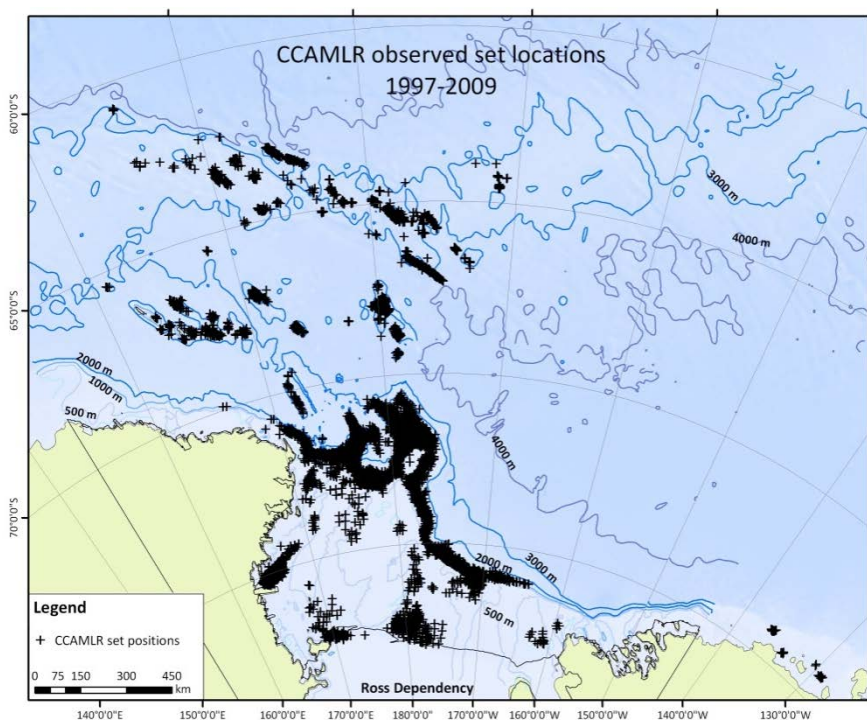 CCAMLR observed set locations
1997-2009
60°0'0"S
3000 m
4000 m
65°0'0"S
2000 m
1000 m
500 m
4000 m
70°0'0"S
3000 m
2000 m
500 m
Legend
CCAMLR set positions
0 75 150 300 450
km
Ross Dependency
140°0'0"E 150°0'0"E 160°0'0"E 170°0'0"E 180°0'0" 170°0'0"W 160°0'0"W 150°0'0"W 140°0'0"W 130°0'0"W